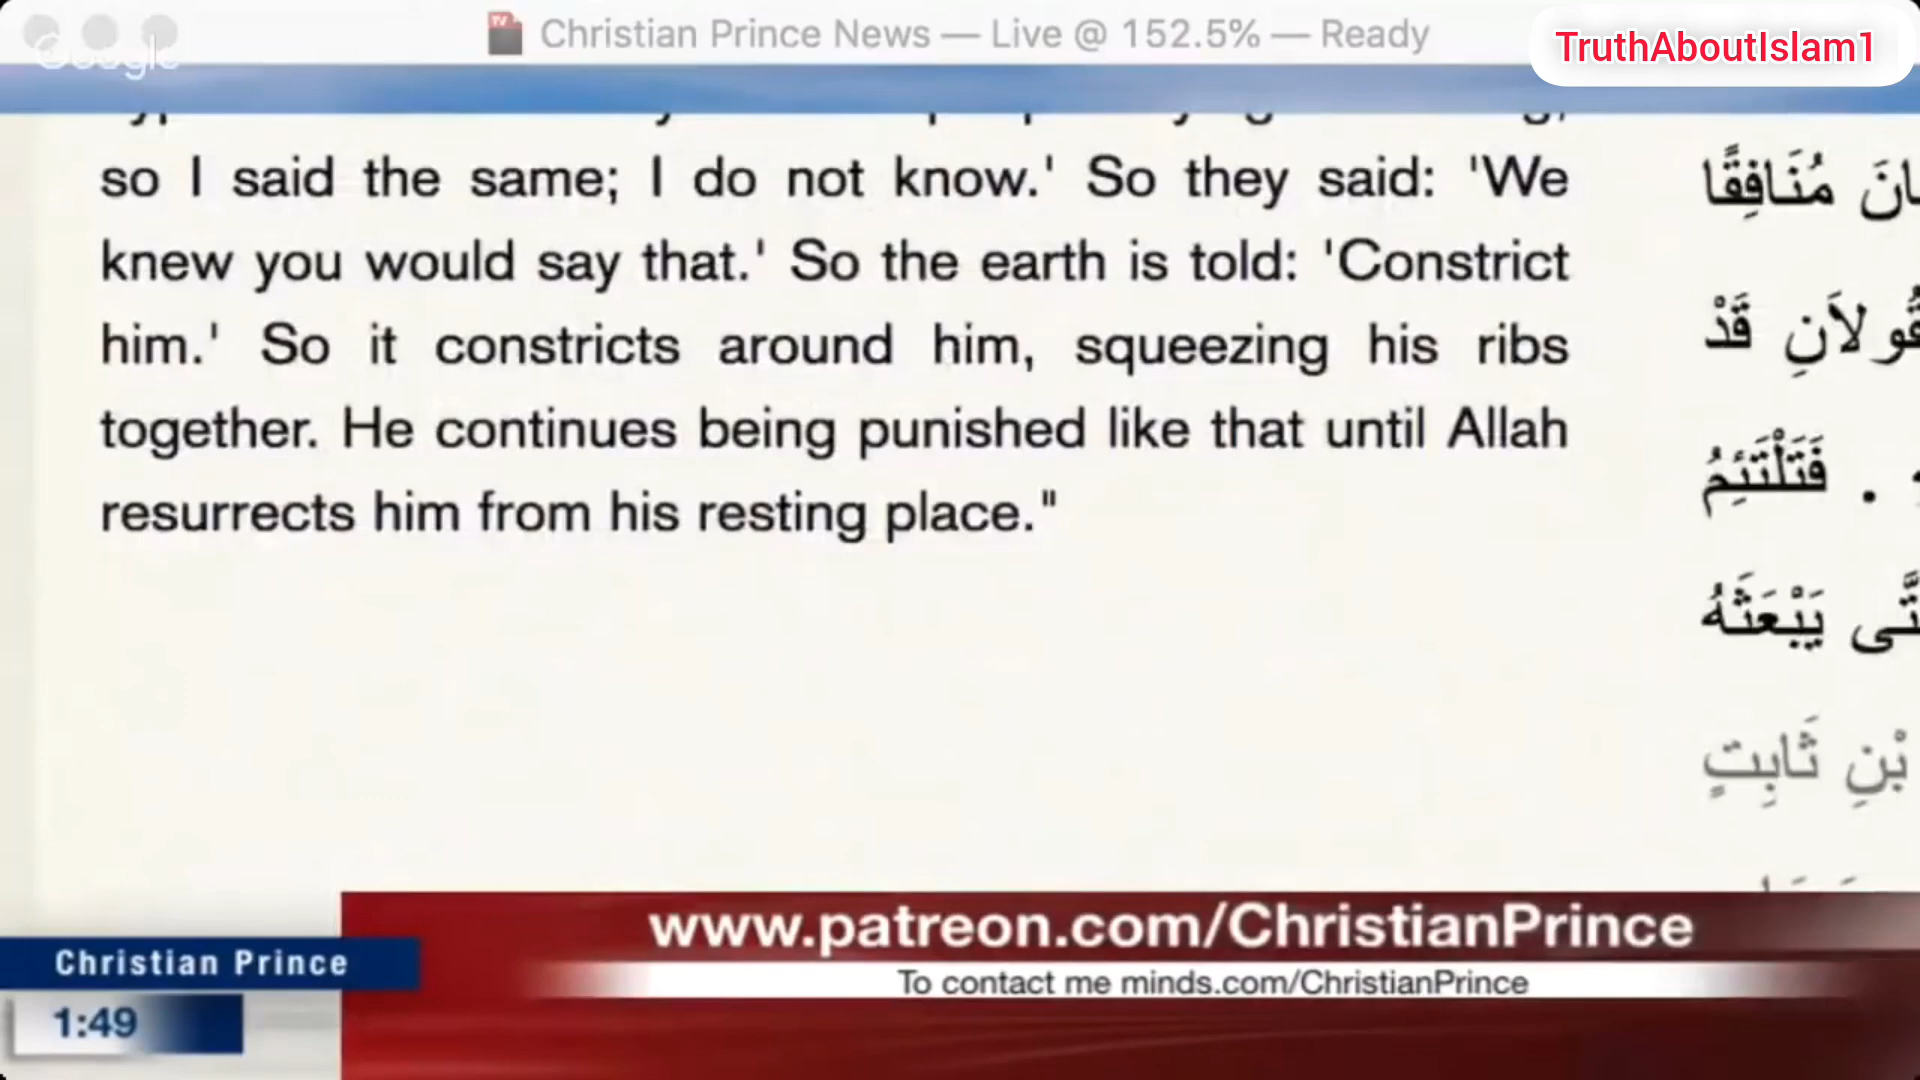 Christian Prince News — Live @ 152.5% — Ready
TruthAboutIslam1
Google
so I said the same; I do not know.' So they said: 'We
knew you would say that.' So the earth is told: 'Constrict
him.' So it constricts around him, squeezing his ribs
together. He continues being punished like that until Allah
resurrects him from his resting place."
مُنَافِقًا
قَدْ
. فَتَلْتَئِمُ
يَبْعَثَهُ
بْنِ ثَابِتٍ
www.patreon.com/ChristianPrince
Christian Prince
To contact me minds.com/ChristianPrince
1:49